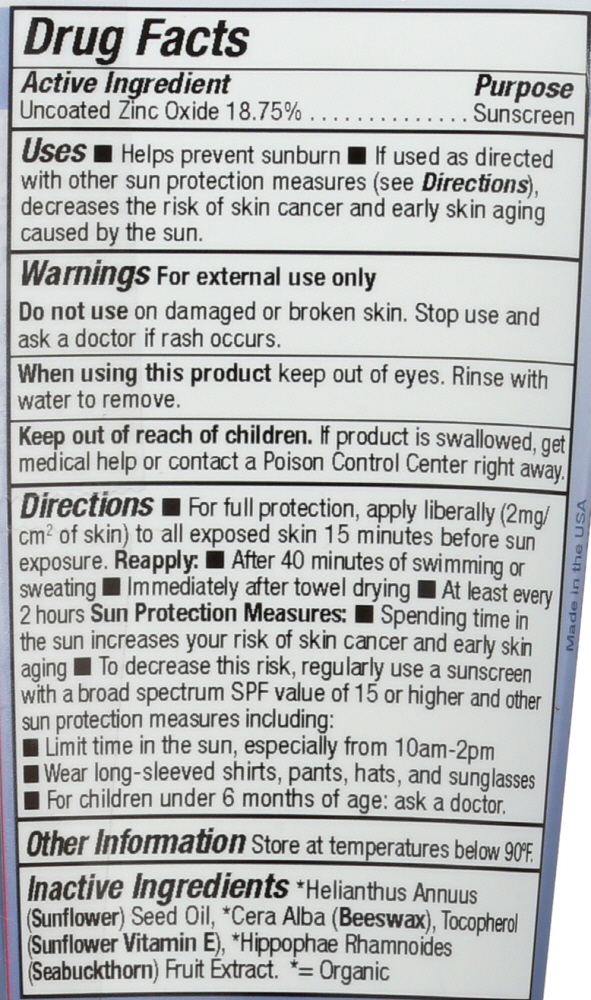 Drug Facts
Active Ingredient Purpose
Uncoated Zinc Oxide 18.75% . . . . . . . . . . . . . . Sunscreen
Uses ■ Helps prevent sunburn ■ If used as directed
with other sun protection measures (see Directions),
decreases the risk of skin cancer and early skin aging
caused by the sun.
Warnings For external use only
Do not use on damaged or broken skin. Stop use and
ask a doctor if rash occurs.
When using this product keep out of eyes. Rinse with
water to remove.
Keep out of reach of children. If product is swallowed, get
medical help or contact a Poison Control Center right away.
Directions ■ For full protection, apply liberally (2mg/
cm² of skin) to all exposed skin 15 minutes before sun
exposure. Reapply: ■ After 40 minutes of swimming or
sweating ■ Immediately after towel drying ■ At least every
2 hours Sun Protection Measures: ■ Spending time in
the sun increases your risk of skin cancer and early skin
aging ■ To decrease this risk, regularly use a sunscreen
with a broad spectrum SPF value of 15 or higher and other
sun protection measures including:
■ Limit time in the sun, especially from 10am-2pm
■ Wear long-sleeved shirts, pants, hats, and sunglasses
■ For children under 6 months of age: ask a doctor.
Other Information Store at temperatures below 90°F.
Inactive Ingredients *Helianthus Annuus
(Sunflower) Seed Oil, *Cera Alba (Beeswax), Tocopherol
(Sunflower Vitamin E), *Hippophae Rhamnoides
(Seabuckthorn) Fruit Extract. *= Organic
Made in the USA